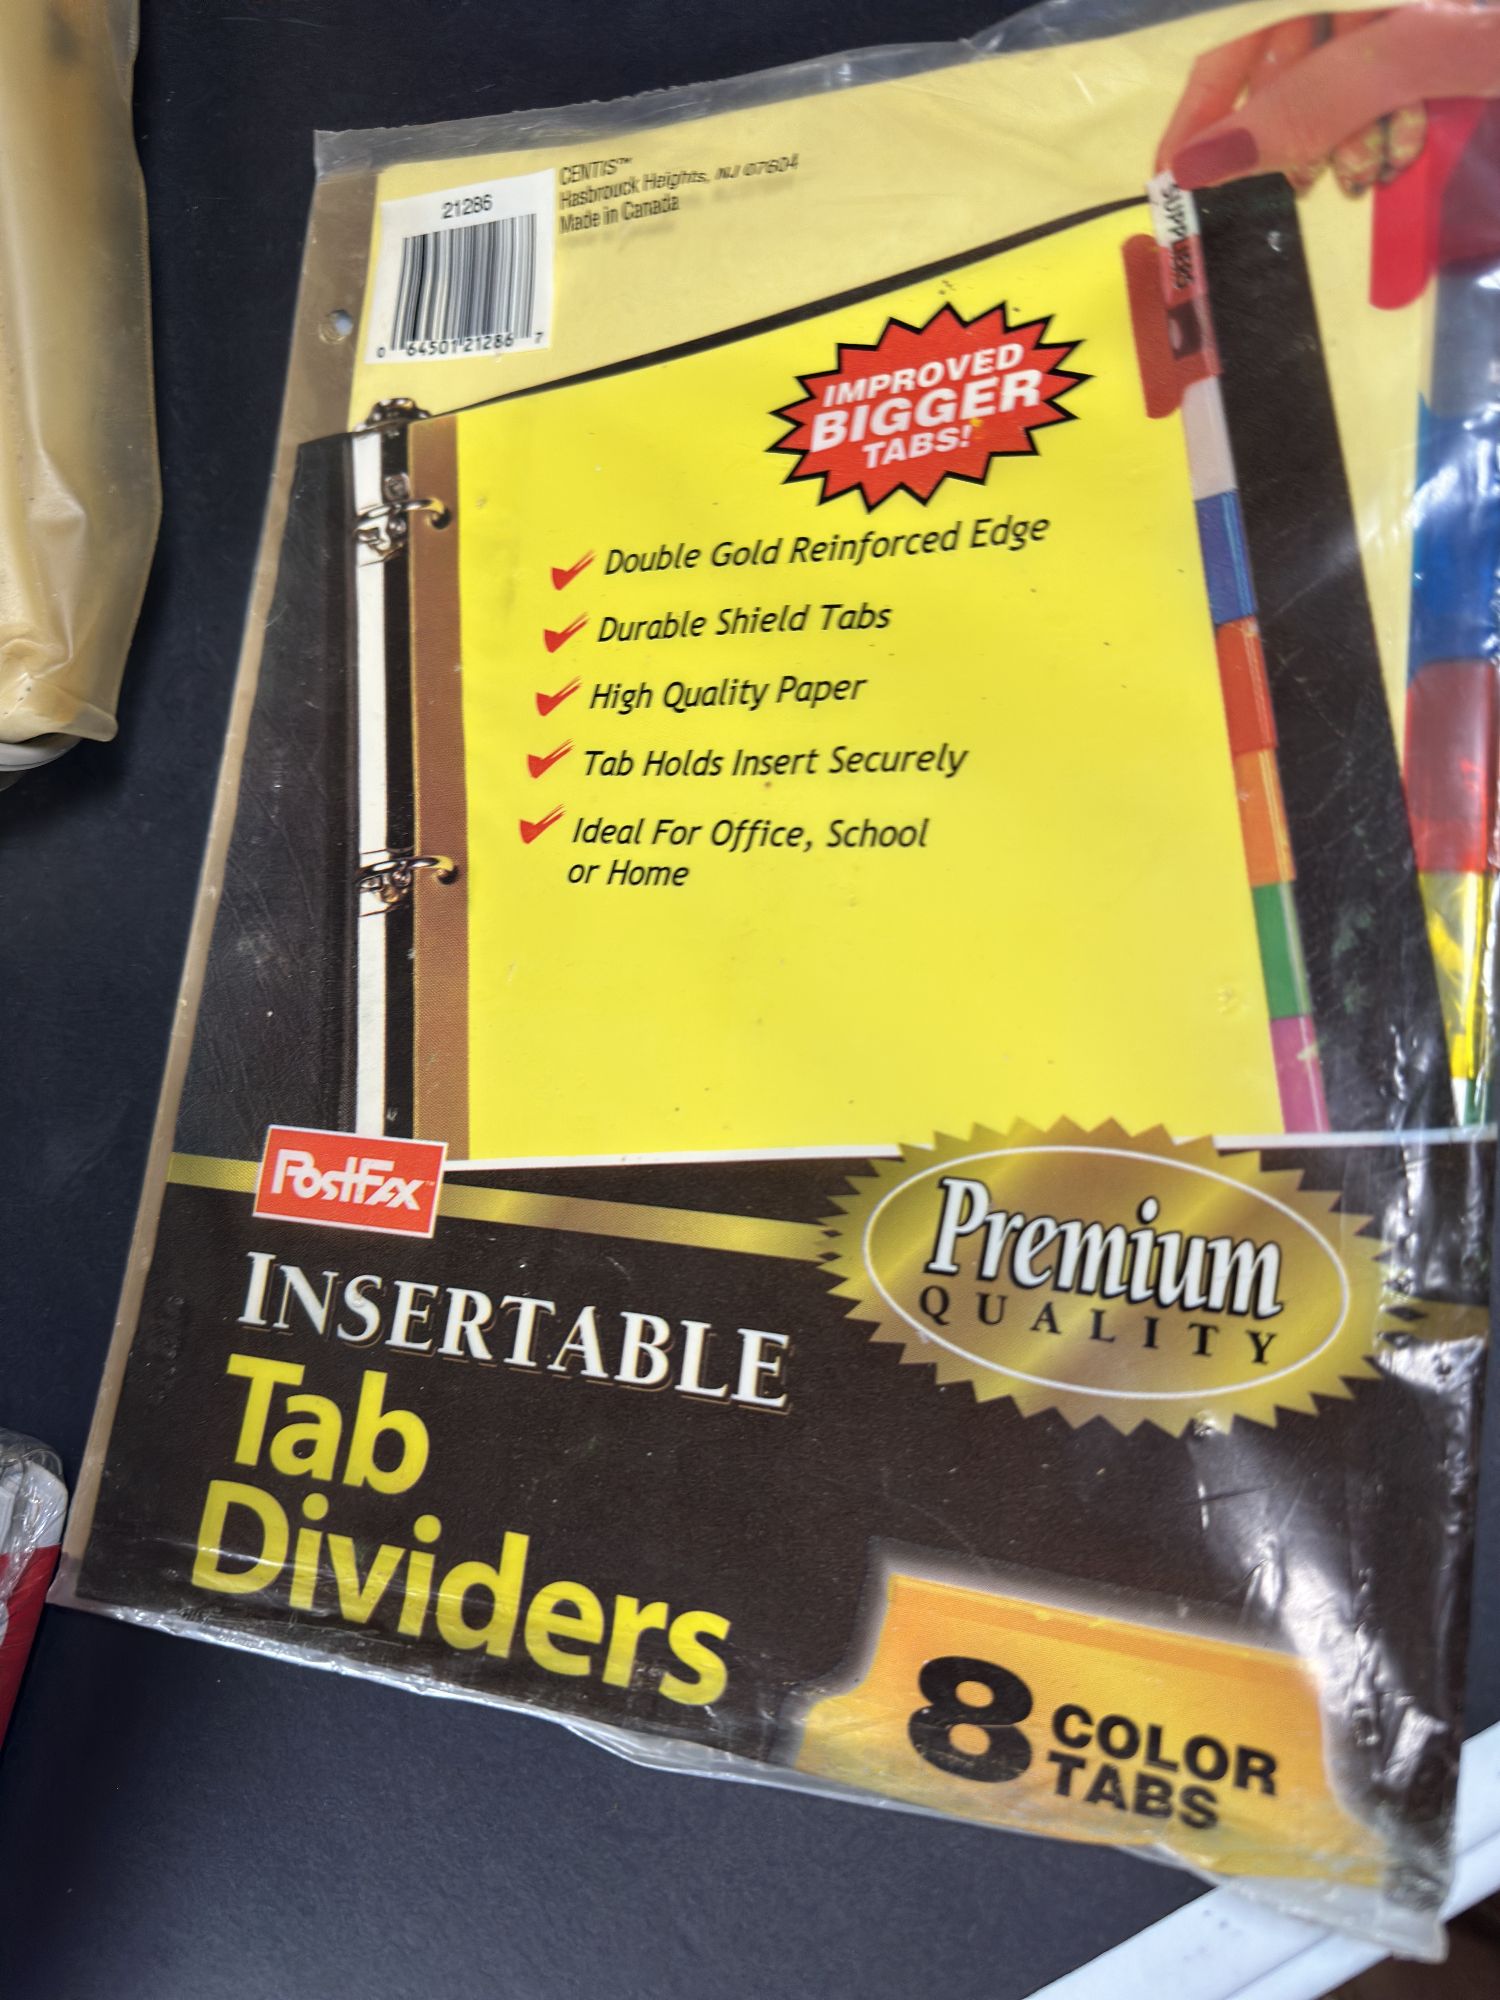 21286
0 64501 21286 7
CENTIS™
Hasbrouck Heights, NJ 07604
Made in Canada
SUPPLIERS
IMPROVED
BIGGER
TABS!
Double Gold Reinforced Edge
Durable Shield Tabs
High Quality Paper
Tab Holds Insert Securely
Ideal For Office, School
or Home
POSTFAX™
Premium
QUALITY
INSERTABLE
Tab
Dividers
8 COLOR
TABS